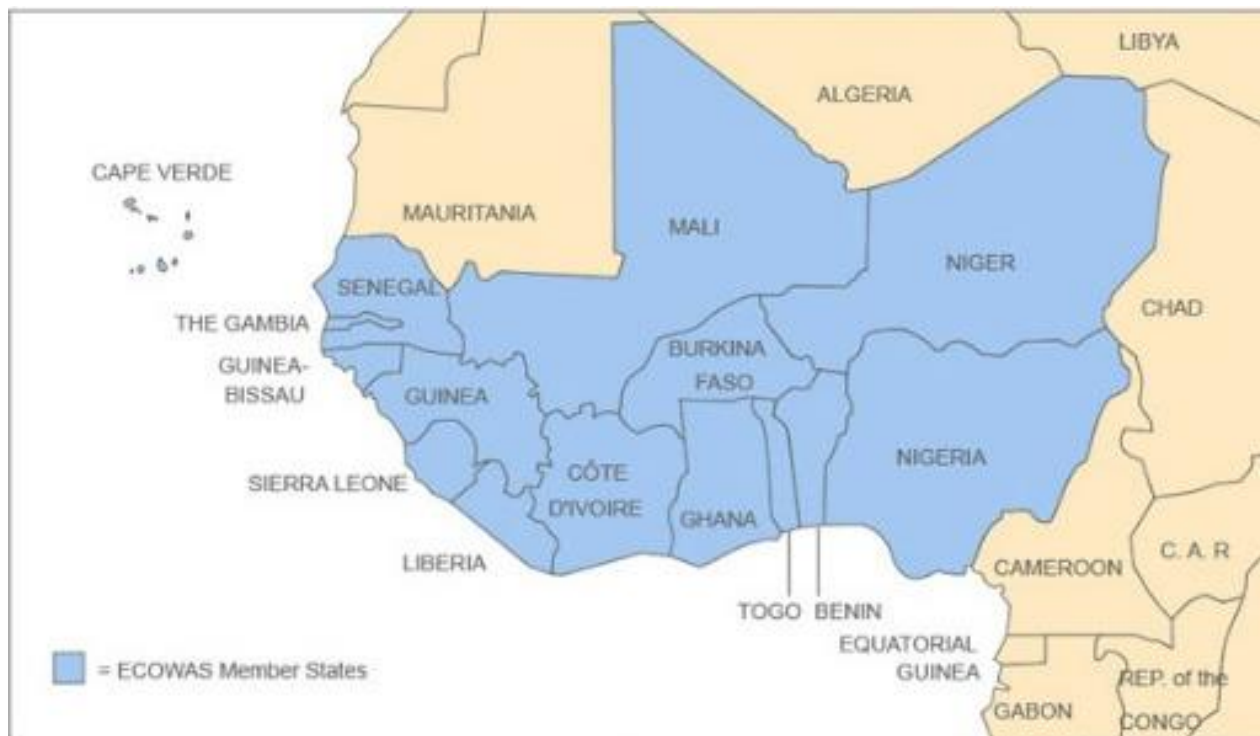 LIBYA
ALGERIA
CAPE VERDE
MAURITANIA
MALI
NIGER
SENEGAL
CHAD
THE GAMBIA
GUINEA-
BISSAU
BURKINA
FASO
GUINEA
NIGERIA
SIERRA LEONE
CÔTE
D'IVOIRE
GHANA
LIBERIA
C. A. R
CAMEROON
TOGO
BENIN
EQUATORIAL
GUINEA
= ECOWAS Member States
REP. of the
CONGO
GABON